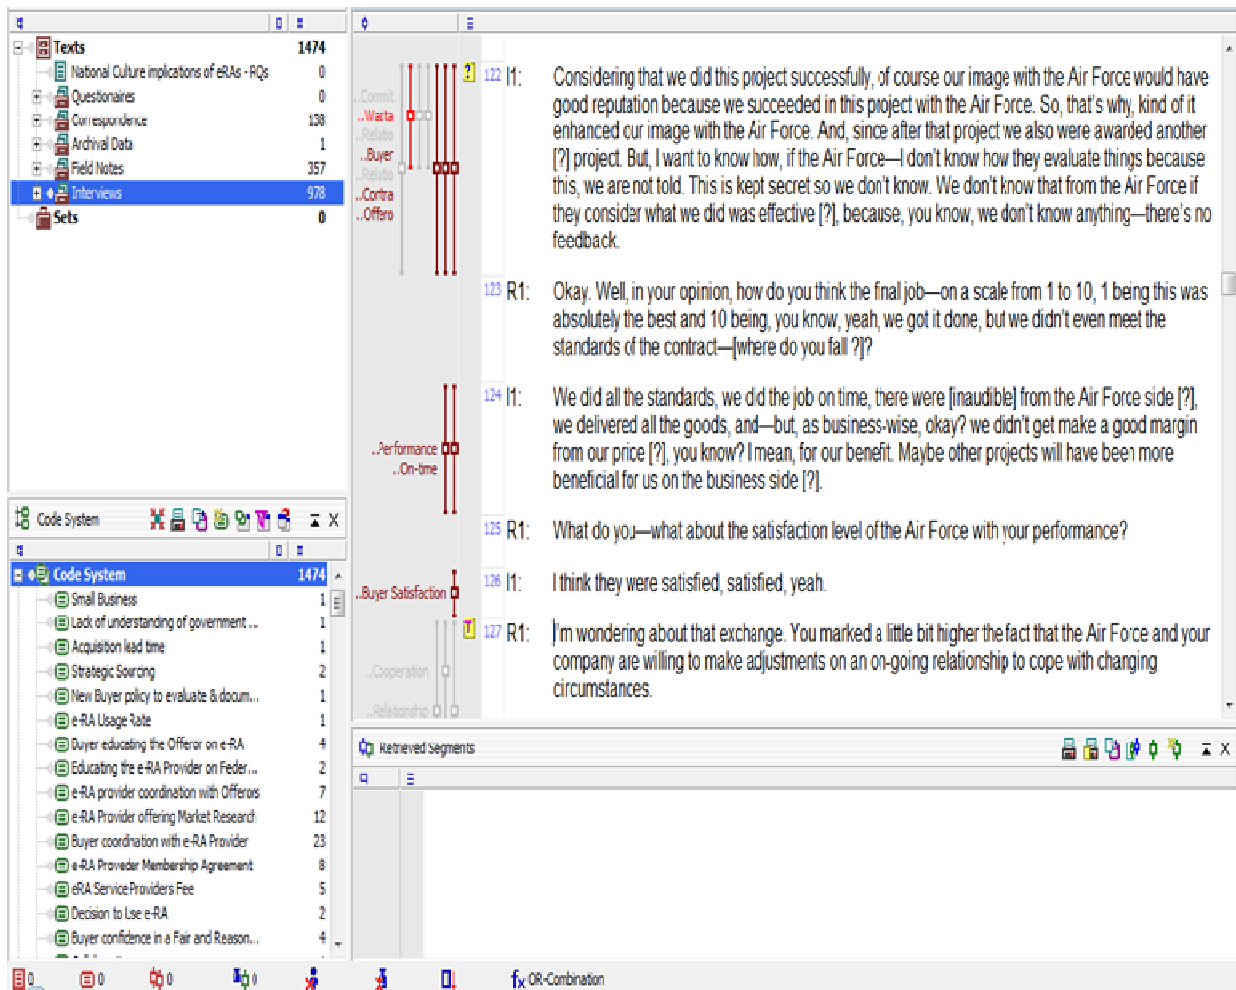 Texts 1474
National Culture implications of eRAs - RQs 0
Questionaires 0
Correspondence 138
Archival Data 1
Field Notes 357
Interviews 978
Sets 0
Code System
Code System 1474
Small Business 1
Lack of understanding of government ... 1
Acquisition lead time 1
Strategic Sourcing 2
New Buyer policy to evaluate & docum... 1
e-RA Usage Rate 1
Buyer educating the Offeror on e-RA 4
Educating the e-RA Provider on Feder... 2
e-RA provider coordination with Offerors 7
e-RA Provider offering Market Research 12
Buyer coordination with e-RA Provider 23
e-RA Proveder Membership Agreement 8
eRA Service Providers Fee 5
Decision to Use e-RA 2
Buyer confidence in a Fair and Reason... 4
..Commit
..Wasta
..Relatio
..Buyer
..Relatio
..Contra
..Offero
122 I1: Considering that we did this project successfully, of course our image with the Air Force would have
good reputation because we succeeded in this project with the Air Force. So, that's why, kind of it
enhanced our image with the Air Force. And, since after that project we also were awarded another
[?] project. But, I want to know how, if the Air Force—I don't know how they evaluate things because
this, we are not told. This is kept secret so we don't know. We don't know that from the Air Force if
they consider what we did was effective [?], because, you know, we don't know anything—there's no
feedback.
123 R1: Okay. Well, in your opinion, how do you think the final job—on a scale from 1 to 10, 1 being this was
absolutely the best and 10 being, you know, yeah, we got it done, but we didn't even meet the
standards of the contract—[where do you fall ?]?
..Performance
..On-time
124 I1: We did all the standards, we did the job on time, there were [inaudible] from the Air Force side [?],
we delivered all the goods, and—but, as business-wise, okay? we didn't get make a good margin
from our price [?], you know? I mean, for our benefit. Maybe other projects will have been more
beneficial for us on the business side [?].
125 R1: What do you—what about the satisfaction level of the Air Force with your performance?
..Buyer Satisfaction
126 I1: I think they were satisfied, satisfied, yeah.
..Cooperation
..Relationship
127 R1: I'm wondering about that exchange. You marked a little bit higher the fact that the Air Force and your
company are willing to make adjustments on an on-going relationship to cope with changing
circumstances.
Retrieved Segments
0 0 0 0 fx OR-Combination